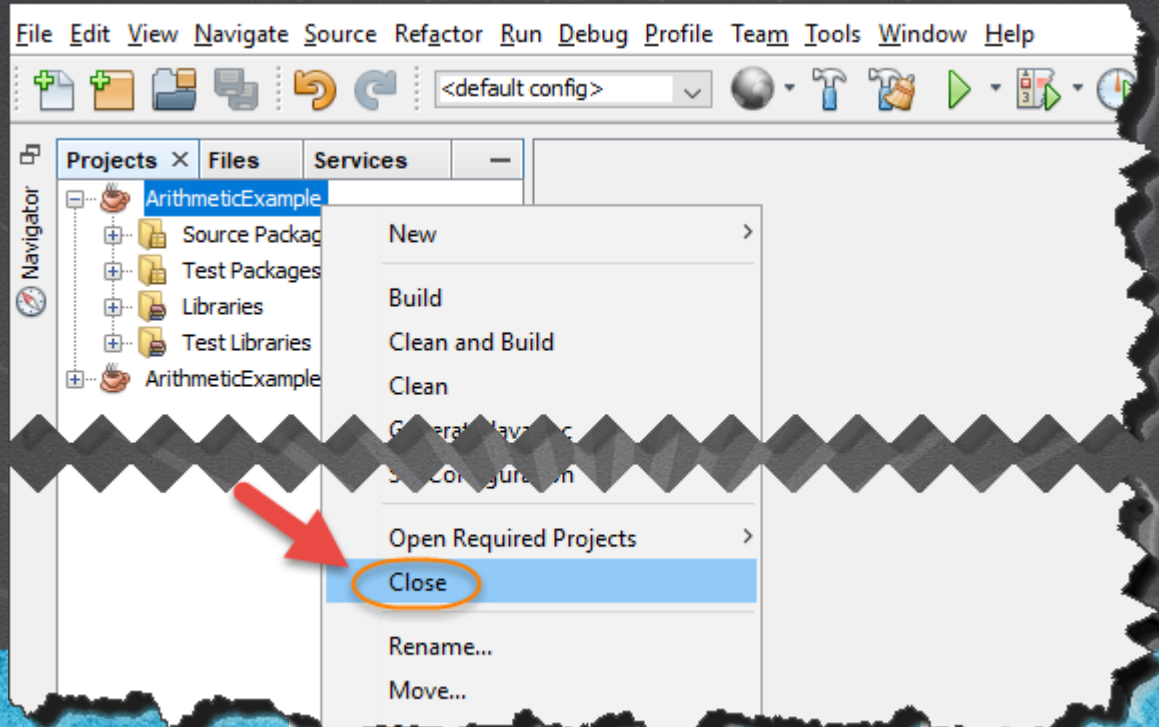 File Edit View Navigate Source Refactor Run Debug Profile Team Tools Window Help
<default config>
Projects Files Services
Navigator
ArithmeticExample
Source Packag
Test Packages
Libraries
Test Libraries
ArithmeticExample
New
Build
Clean and Build
Clean
Open Required Projects
Close
Rename...
Move...